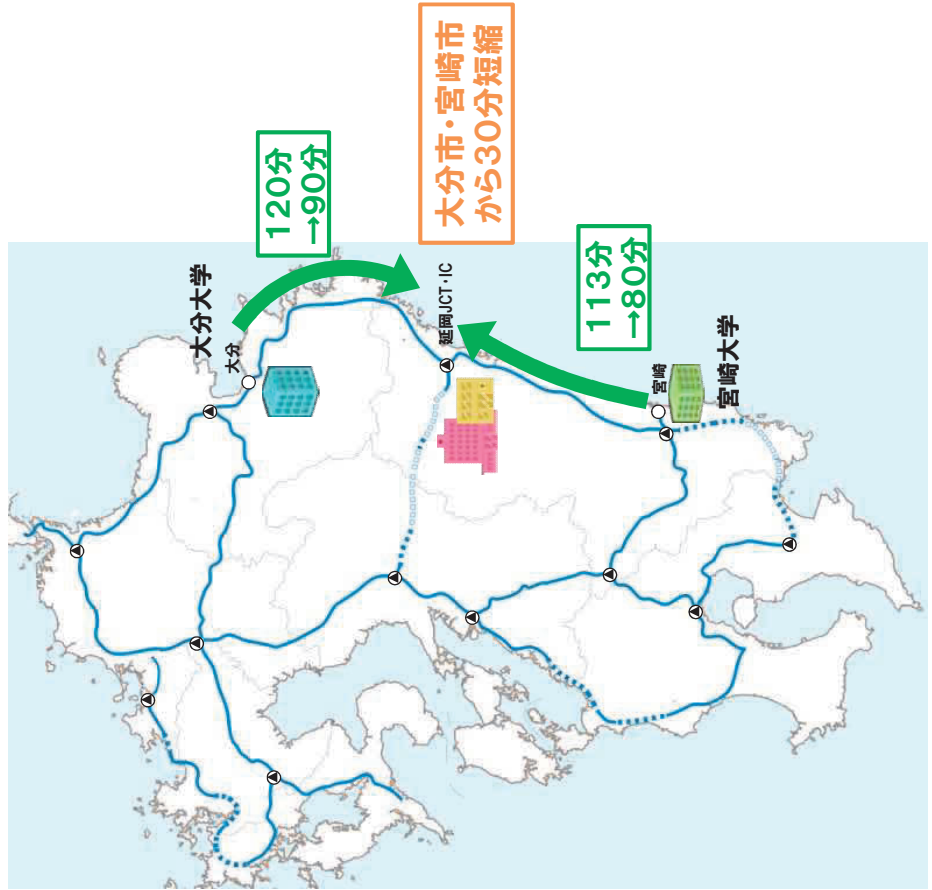 大分市・宮崎市
から30分短縮
120分
→90分
大分大学
大分
延岡JCT・IC
113分
→80分
宮崎
宮崎大学